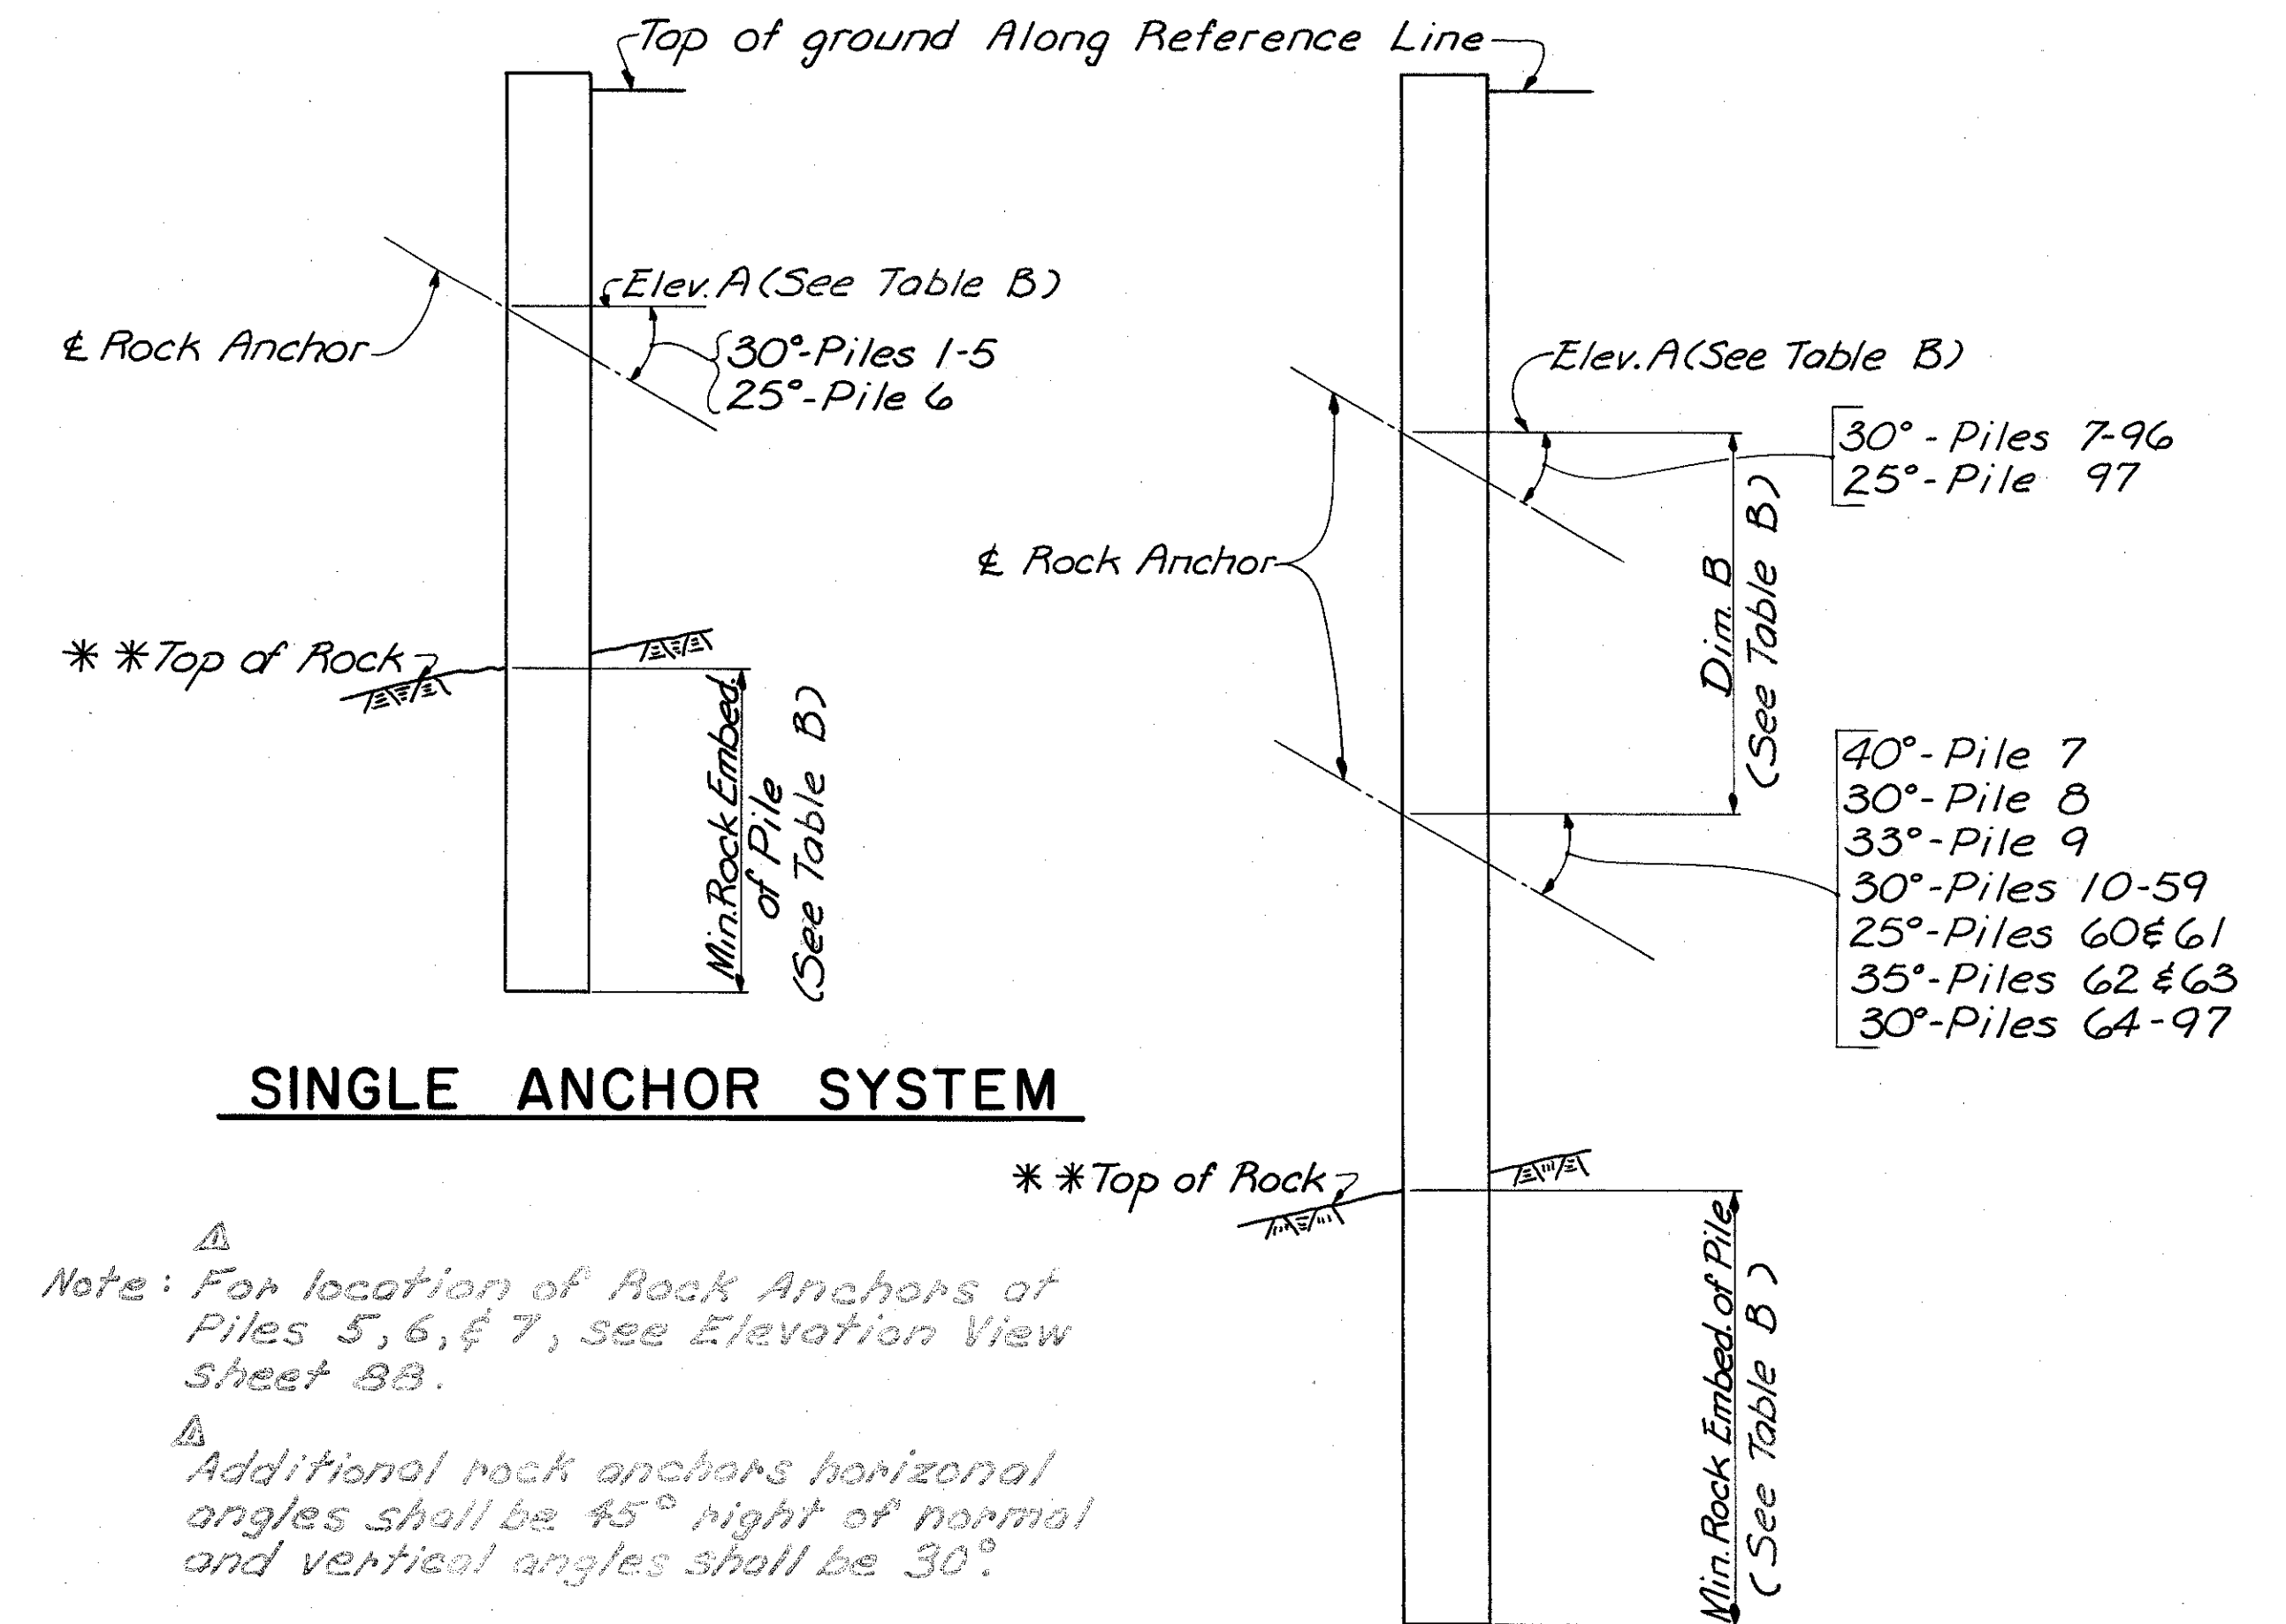 Top of ground Along Reference Line
Elev. A (See Table B)
℄ Rock Anchor
30°-Piles 1-5
25°-Pile 6
**Top of Rock
Min. Rock Embed.
of Pile
(See Table B)
SINGLE ANCHOR SYSTEM
Elev. A (See Table B)
30° - Piles 7-96
25° - Pile 97
℄ Rock Anchor
Dim. B
(See Table B)
40° - Pile 7
30° - Pile 8
33° - Pile 9
30° - Piles 10-59
25° - Piles 60 & 61
35° - Piles 62 & 63
30° - Piles 64-97
**Top of Rock
Min. Rock Embed. of Pile
(See Table B)
1
Note: For location of Rock Anchors at
Piles 5, 6, & 7, see Elevation View
sheet 88.
1
Additional rock anchors horizonal
angles shall be 45° right of normal
and vertical angles shall be 30°.